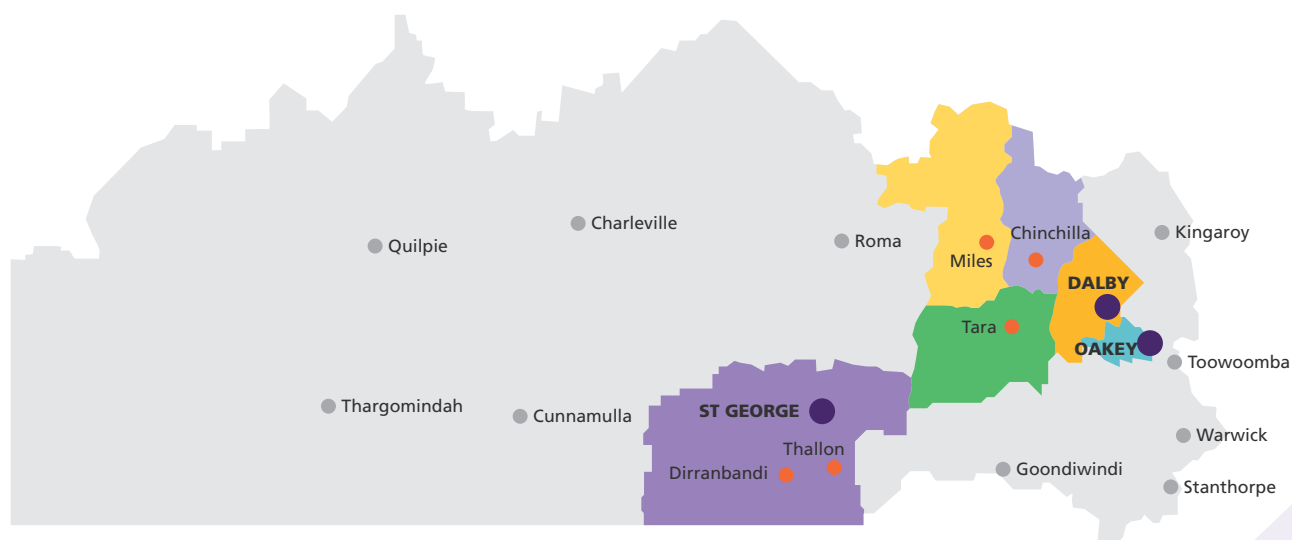 Charleville
Kingaroy
Chinchilla
Quilpie
Roma
Miles
DALBY
Tara
OAKEY
Toowoomba
Thargomindah
ST GEORGE
Cunnamulla
Warwick
Thallon
Goondiwindi
Dirranbandi
Stanthorpe